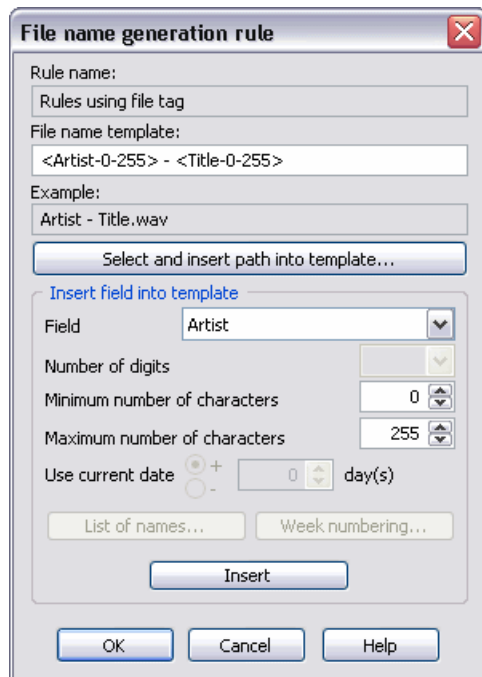 File name generation rule
Rule name:
Rules using file tag
File name template:
<Artist-0-255> - <Title-0-255>
Example:
Artist - Title.wav
Select and insert path into template...
Insert field into template
Field Artist
Number of digits
Minimum number of characters 0
Maximum number of characters 255
Use current date + - 0 day(s)
List of names... Week numbering...
Insert
OK Cancel Help